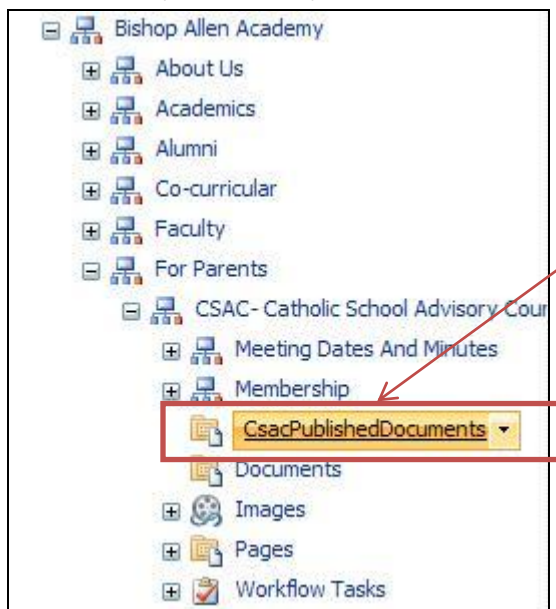 Bishop Allen Academy
About Us
Academics
Alumni
Co-curricular
Faculty
For Parents
CSAC- Catholic School Advisory Cour
Meeting Dates And Minutes
Membership
CsacPublishedDocuments
Documents
Images
Pages
Workflow Tasks